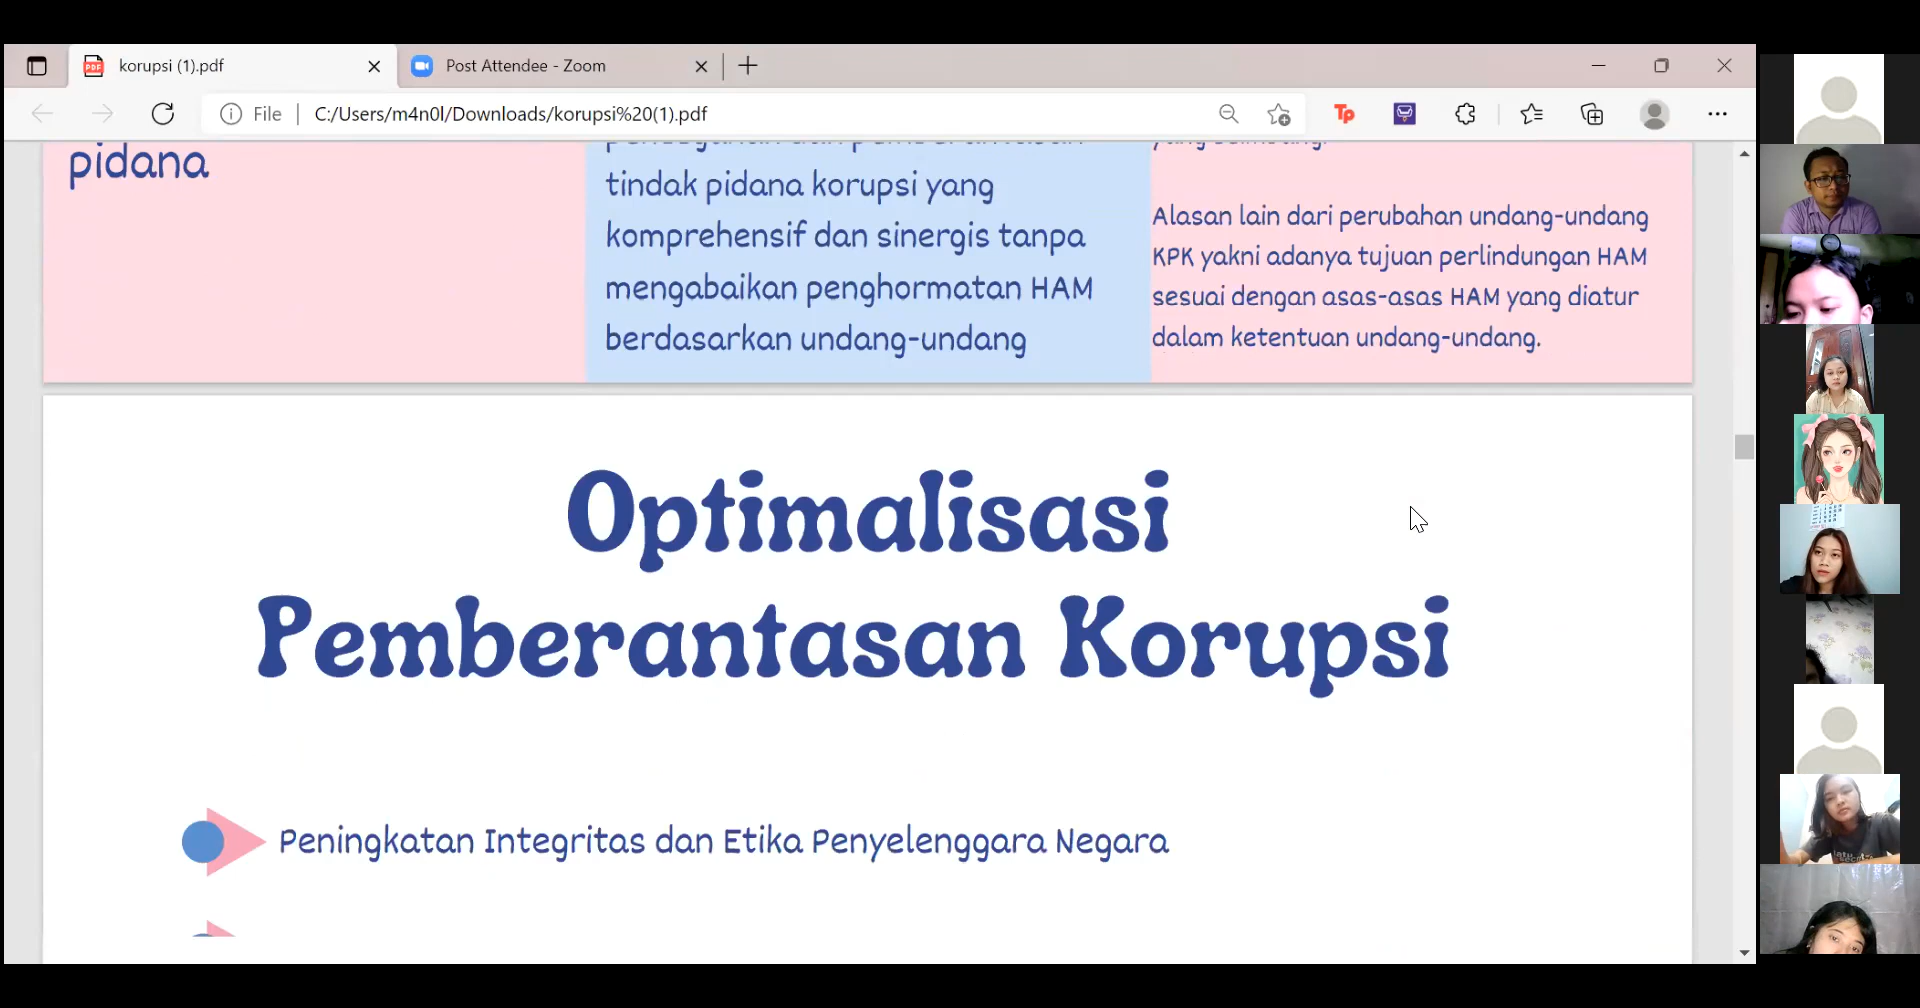 korupsi (1).pdf
Post Attendee - Zoom
File
C:/Users/m4n0l/Downloads/korupsi%20(1).pdf
Tp
pidana
tindak pidana korupsi yang
komprehensif dan sinergis tanpa
mengabaikan penghormatan HAM
berdasarkan undang-undang
Alasan lain dari perubahan undang-undang
KPK yakni adanya tujuan perlindungan HAM
sesuai dengan asas-asas HAM yang diatur
dalam ketentuan undang-undang.
Optimalisasi
Pemberantasan Korupsi
Peningkatan Integritas dan Etika Penyelenggara Negara